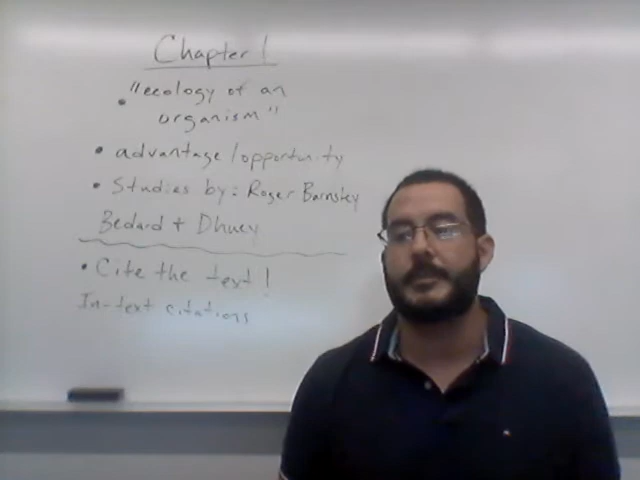 Chapter 1
• "ecology of an
organism"
• advantage/opportunity
• Studies by: Roger Barnsley
Bedard + Dhuey
• Cite the text!
In-text citations